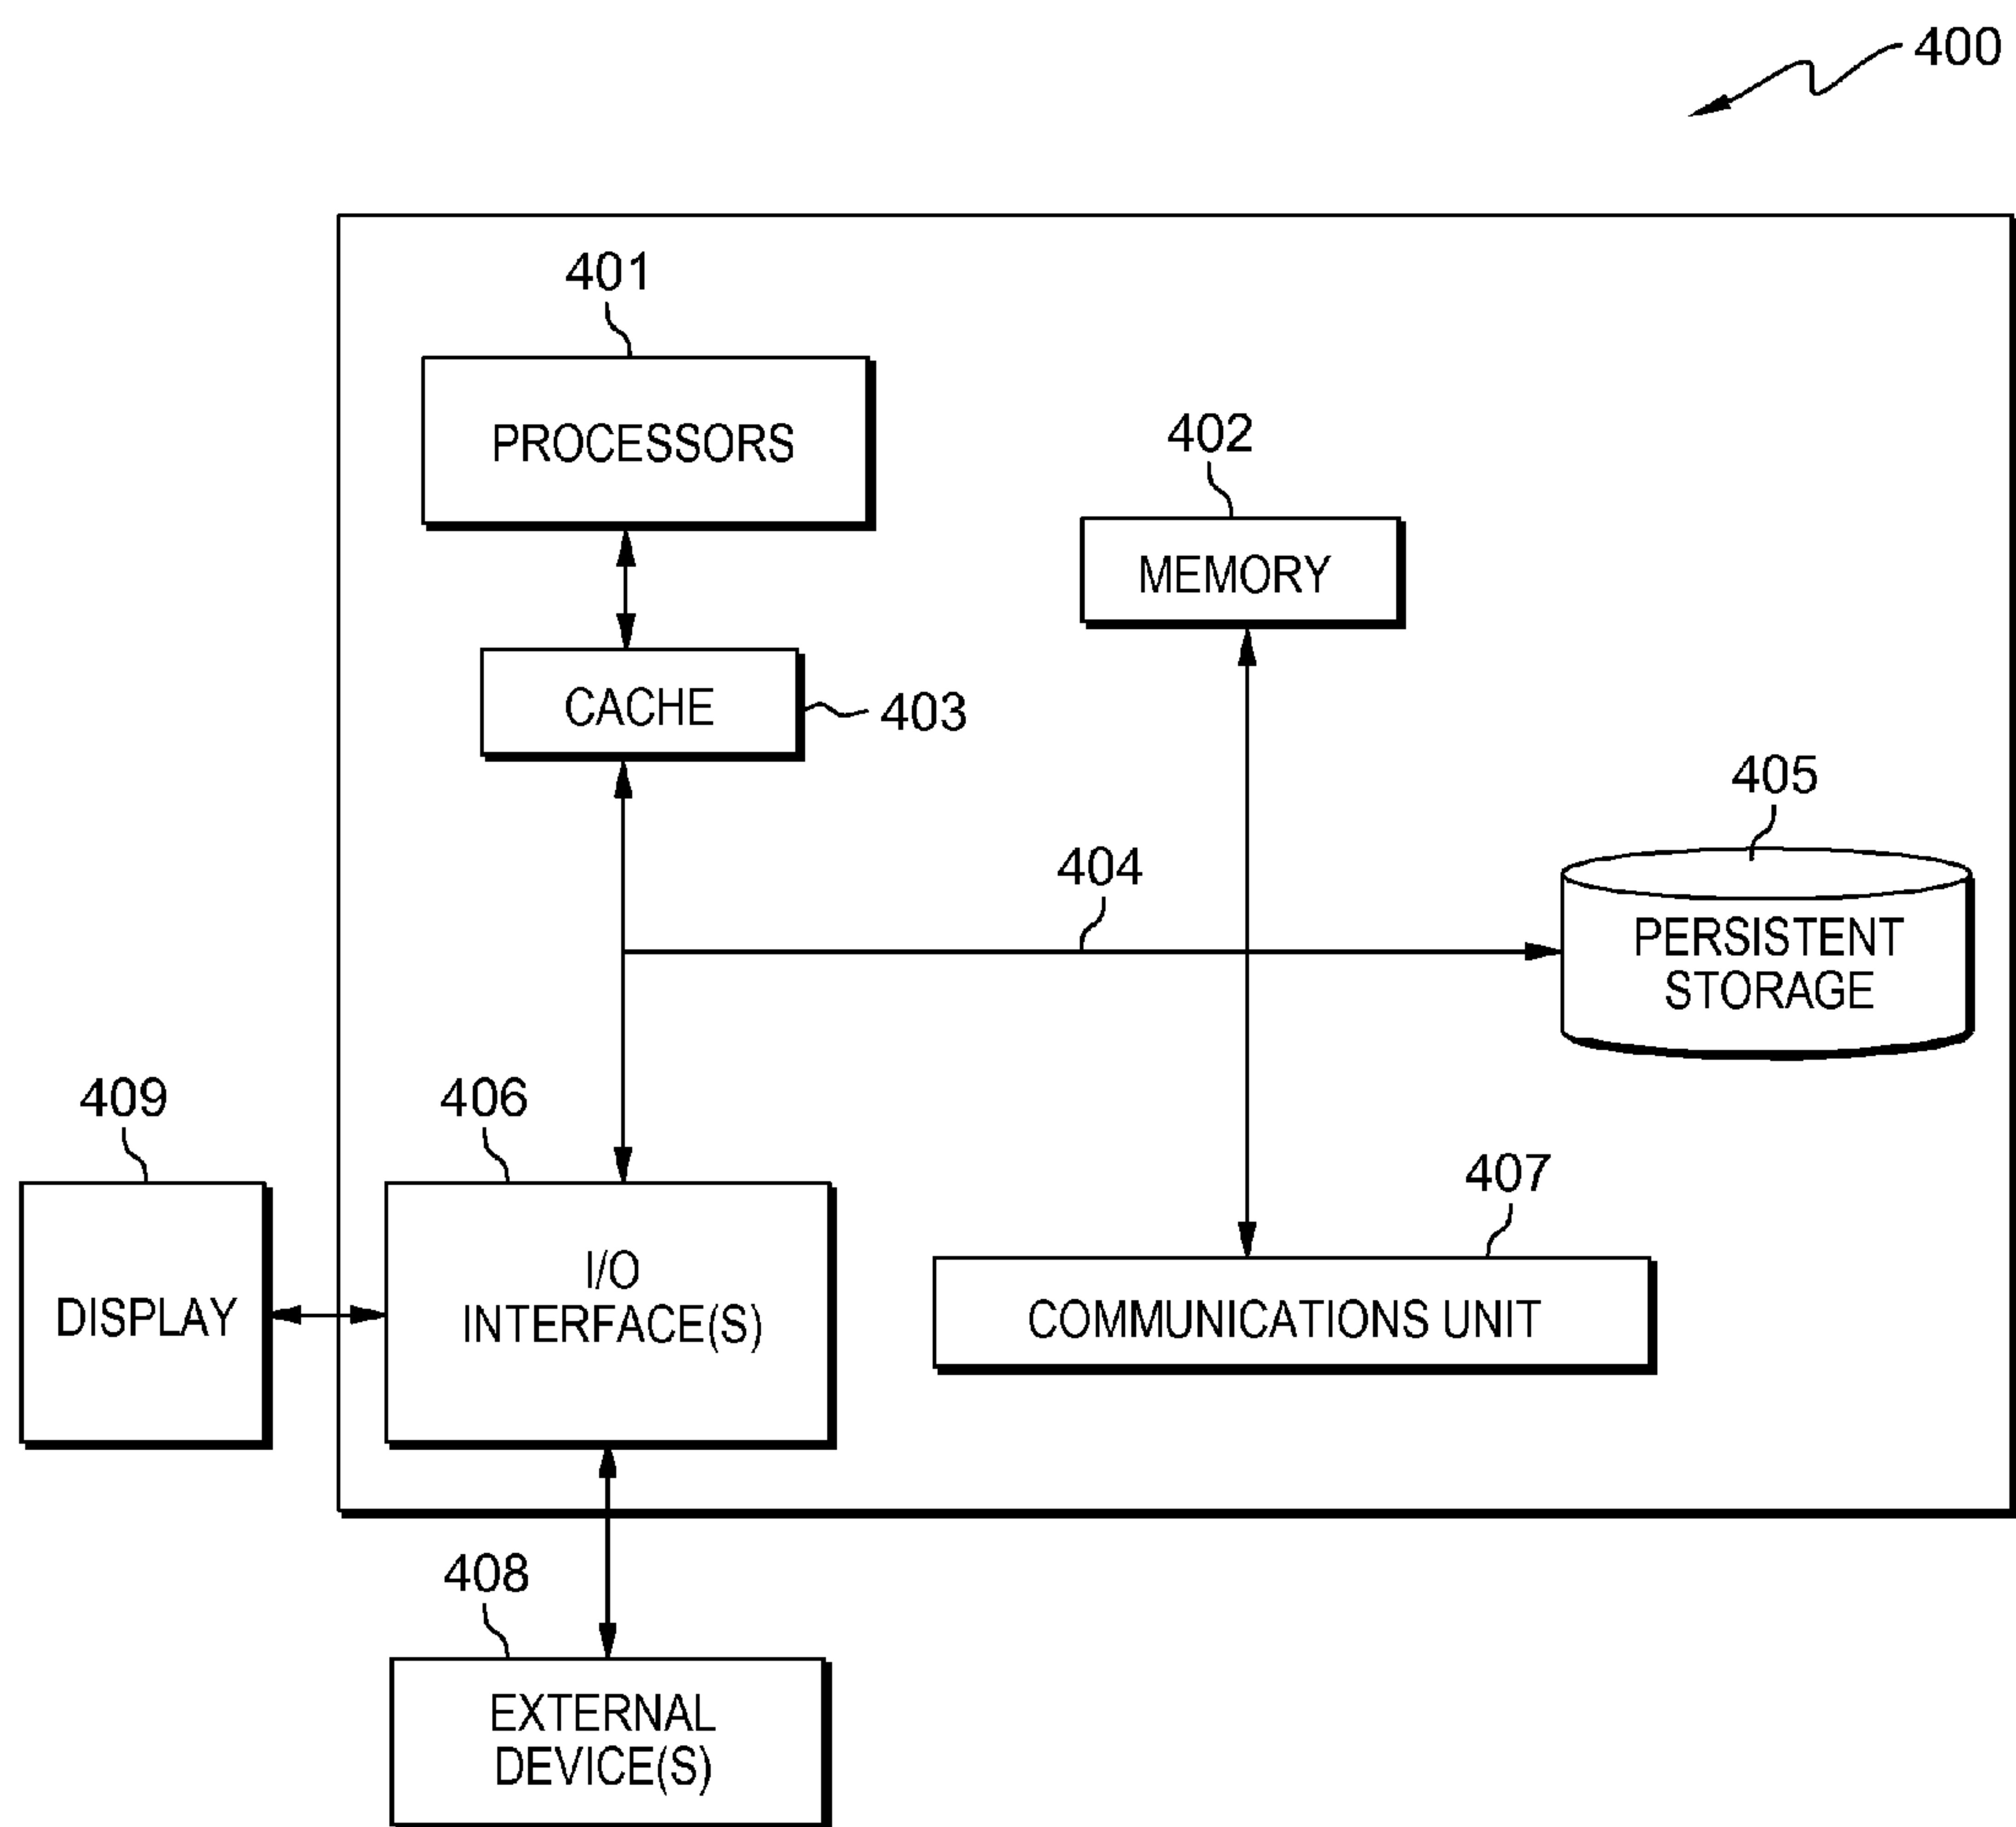 400
401
PROCESSORS
402
MEMORY
CACHE
403
405
404
PERSISTENT
STORAGE
409
406
407
DISPLAY
I/O
INTERFACE(S)
COMMUNICATIONS UNIT
408
EXTERNAL
DEVICE(S)